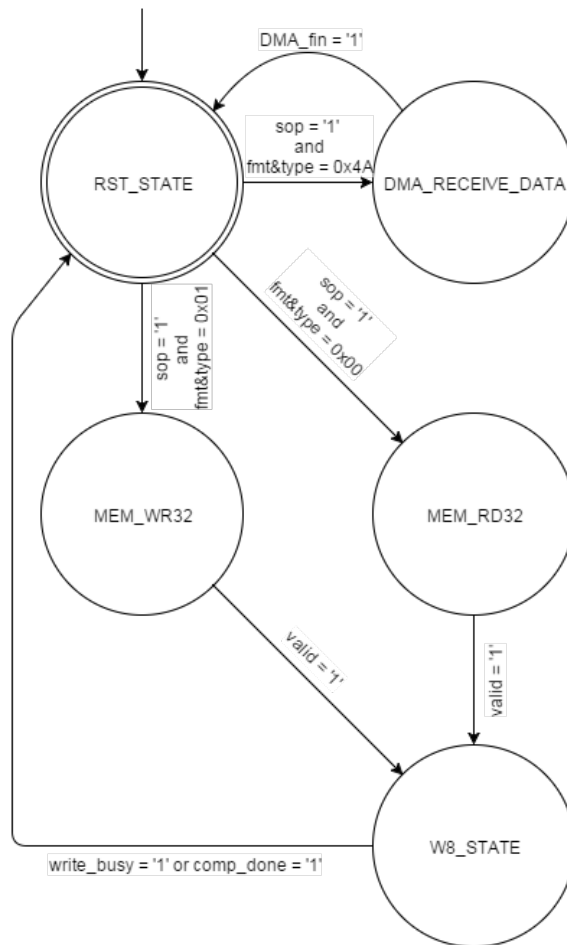 DMA_fin = '1'
sop = '1'
and
fmt&type = 0x4A
RST_STATE
DMA_RECEIVE_DATA
sop = '1'
and
fmt&type = 0x01
sop = '1'
and
fmt&type = 0x00
MEM_WR32
MEM_RD32
valid = '1'
valid = '1'
W8_STATE
write_busy = '1' or comp_done = '1'